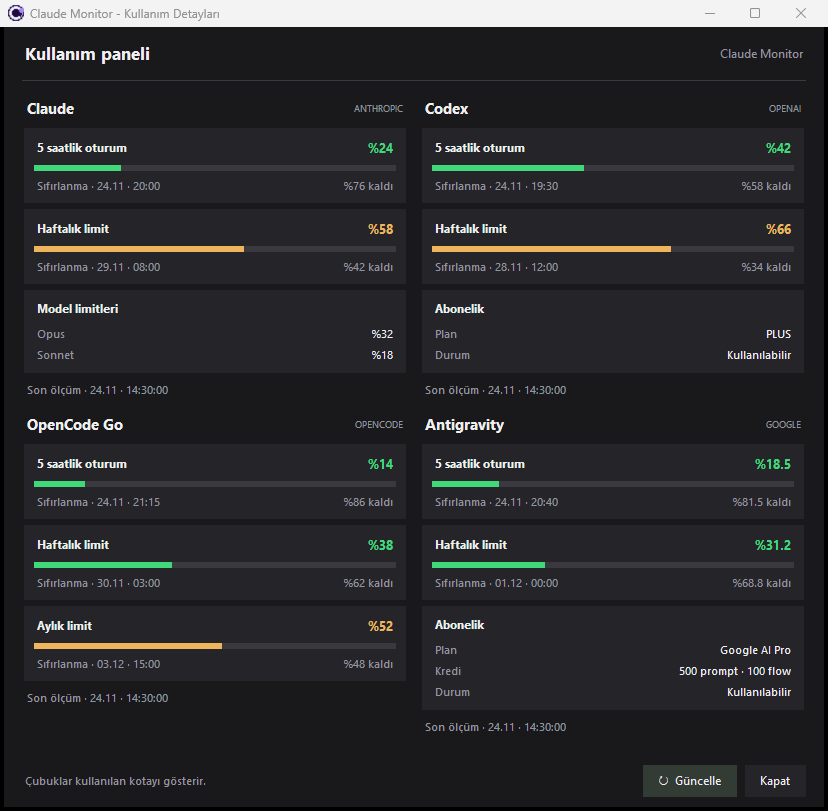 Claude Monitor - Kullanım Detayları
Kullanım paneli
Claude Monitor
Claude
ANTHROPIC
5 saatlik oturum
%24
Sıfırlanma · 24.11 · 20:00
%76 kaldı
Haftalık limit
%58
Sıfırlanma · 29.11 · 08:00
%42 kaldı
Model limitleri
Opus
%32
Sonnet
%18
Son ölçüm · 24.11 · 14:30:00
Codex
OPENAI
5 saatlik oturum
%42
Sıfırlanma · 24.11 · 19:30
%58 kaldı
Haftalık limit
%66
Sıfırlanma · 28.11 · 12:00
%34 kaldı
Abonelik
Plan
PLUS
Durum
Kullanılabilir
Son ölçüm · 24.11 · 14:30:00
OpenCode Go
OPENCODE
5 saatlik oturum
%14
Sıfırlanma · 24.11 · 21:15
%86 kaldı
Haftalık limit
%38
Sıfırlanma · 30.11 · 03:00
%62 kaldı
Aylık limit
%52
Sıfırlanma · 03.12 · 15:00
%48 kaldı
Son ölçüm · 24.11 · 14:30:00
Antigravity
GOOGLE
5 saatlik oturum
%18.5
Sıfırlanma · 24.11 · 20:40
%81.5 kaldı
Haftalık limit
%31.2
Sıfırlanma · 01.12 · 00:00
%68.8 kaldı
Abonelik
Plan
Google AI Pro
Kredi
500 prompt · 100 flow
Durum
Kullanılabilir
Son ölçüm · 24.11 · 14:30:00
Çubuklar kullanılan kotayı gösterir.
↻ Güncelle
Kapat